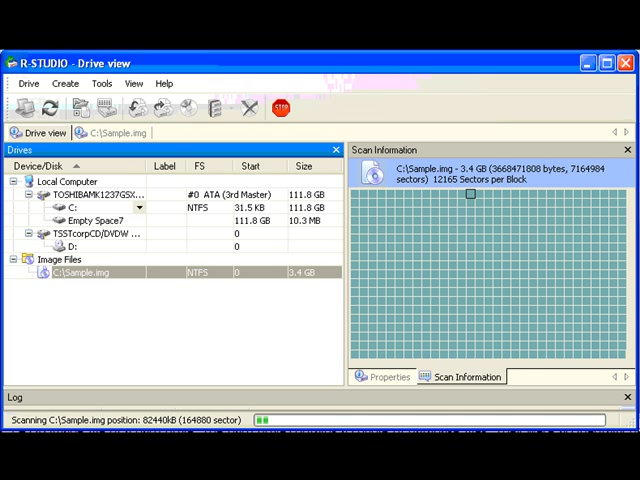 R-STUDIO - Drive view
Drive Create Tools View Help
STOP
Drive view C:\Sample.img
Drives
Device/Disk Label FS Start Size
Local Computer
TOSHIBAMK1237GSX... #0 ATA (3rd Master) 111.8 GB
C: NTFS 31.5 KB 111.8 GB
Empty Space7 111.8 GB 10.3 MB
TSSTcorpCD/DVDW ... 0
D: 0
Image Files
C:\Sample.img NTFS 0 3.4 GB
Scan Information
C:\Sample.img - 3.4 GB (3668471808 bytes, 7164984
sectors) 12165 Sectors per Block
Properties Scan Information
Log
Scanning C:\Sample.img position: 82440kB (164880 sector)